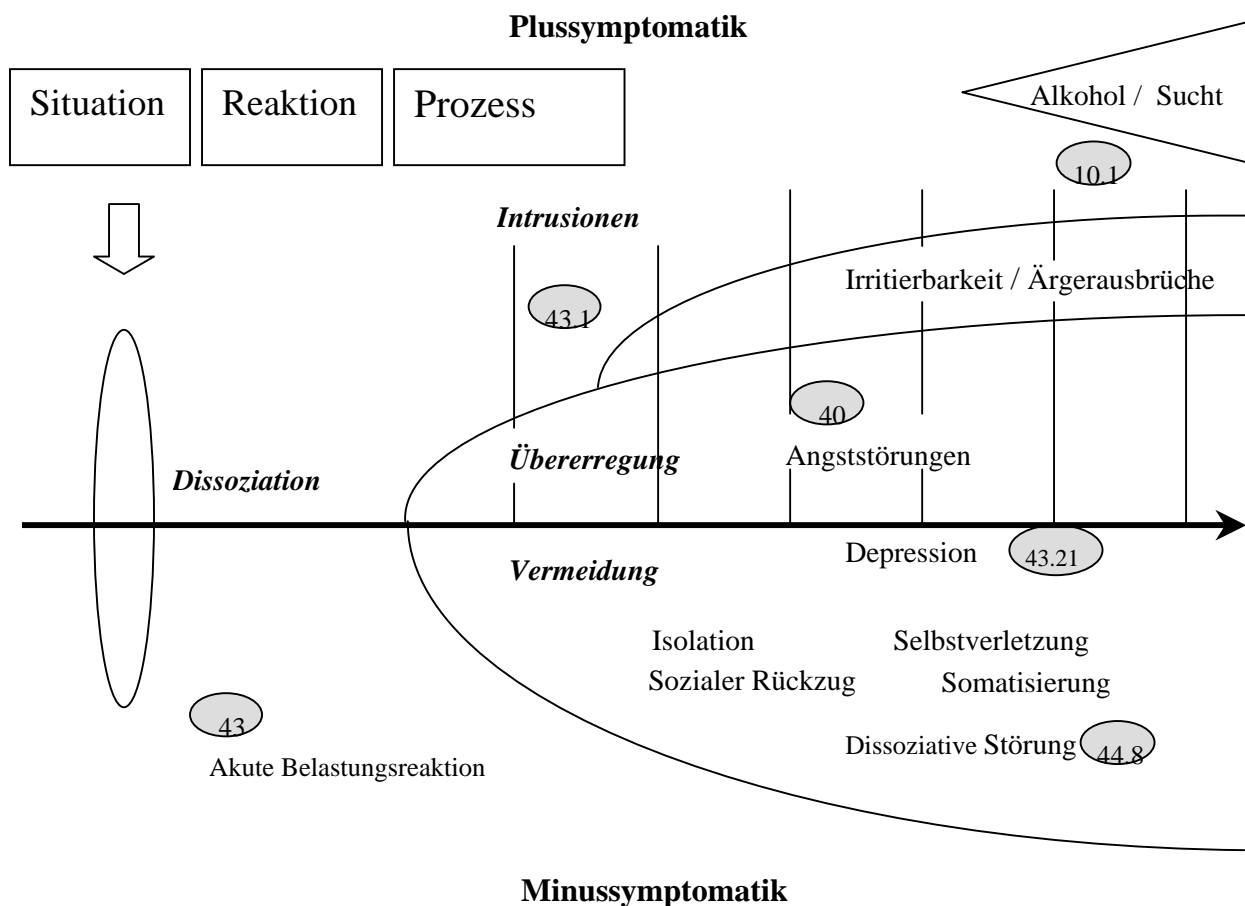 Plussymptomatik
Situation
Reaktion
Prozess
Alkohol / Sucht
10.1
Intrusionen
Irritierbarkeit / Ärgerausbrüche
43.1
40
Übererregung
Angststörungen
Dissoziation
Depression
43.21
Vermeidung
Isolation
Selbstverletzung
Sozialer Rückzug
Somatisierung
43
Dissoziative Störung
44.8
Akute Belastungsreaktion
Minussymptomatik